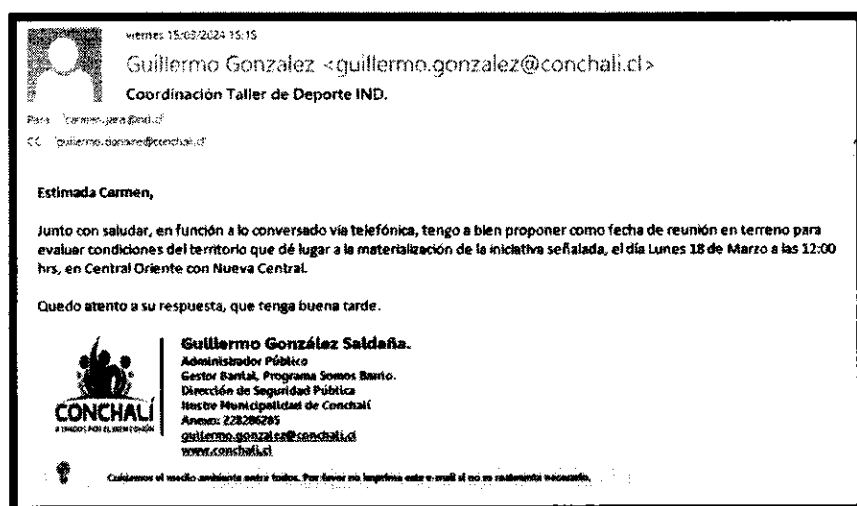 viernes 15/03/2024 15:15
Guillermo Gonzalez <guillermo.gonzalez@conchali.cl>
Coordinación Taller de Deporte IND.
Para 'carmen.jara@ind.cl'
CC
Estimada Carmen,
Junto con saludar, en función a lo conversado vía telefónica, tengo a bien proponer como fecha de reunión en terreno para
evaluar condiciones del territorio que dé lugar a la materialización de la iniciativa señalada, el día Lunes 18 de Marzo a las 12:00
hrs, en Central Oriente con Nueva Central.
Quedo atento a su respuesta, que tenga buena tarde.
CONCHALÍ
Guillermo González Saldaña.
Administrador Público
Gestor Barrial, Programa Somos Barrio.
Dirección de Seguridad Pública
Ilustre Municipalidad de Conchalí
Anexo: 228286285
guillermo.gonzalez@conchali.cl
www.conchali.cl
Cuidemos el medio ambiente entre todos. Por favor no imprima este e-mail si no es realmente necesario.